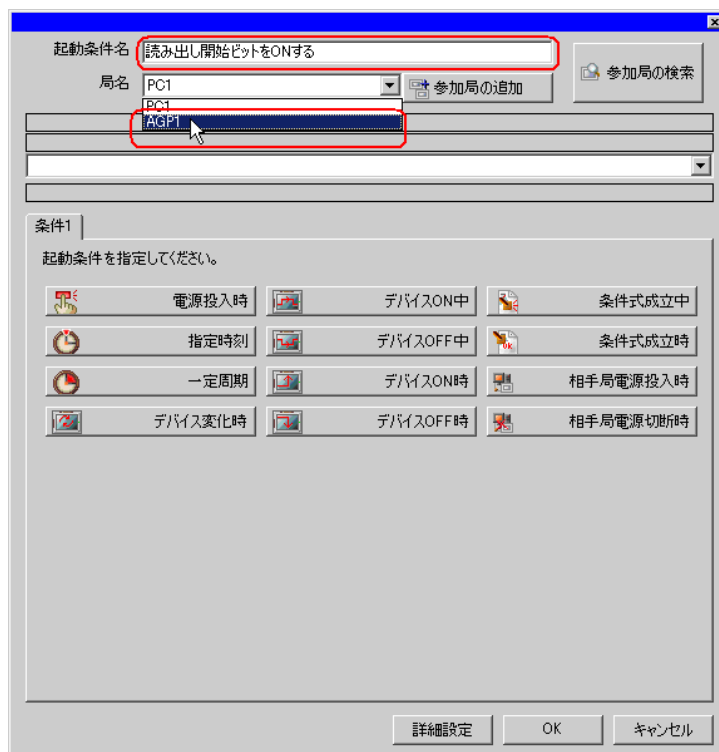 起動条件名 読み出し開始ビットをONする
参加局の検索
局名 PC1 参加局の追加
PC1
AGP1
条件1
起動条件を指定してください。
電源投入時 デバイスON中 条件式成立中
指定時刻 デバイスOFF中 条件式成立時
一定周期 デバイスON時 相手局電源投入時
デバイス変化時 デバイスOFF時 相手局電源切断時
詳細設定 OK キャンセル